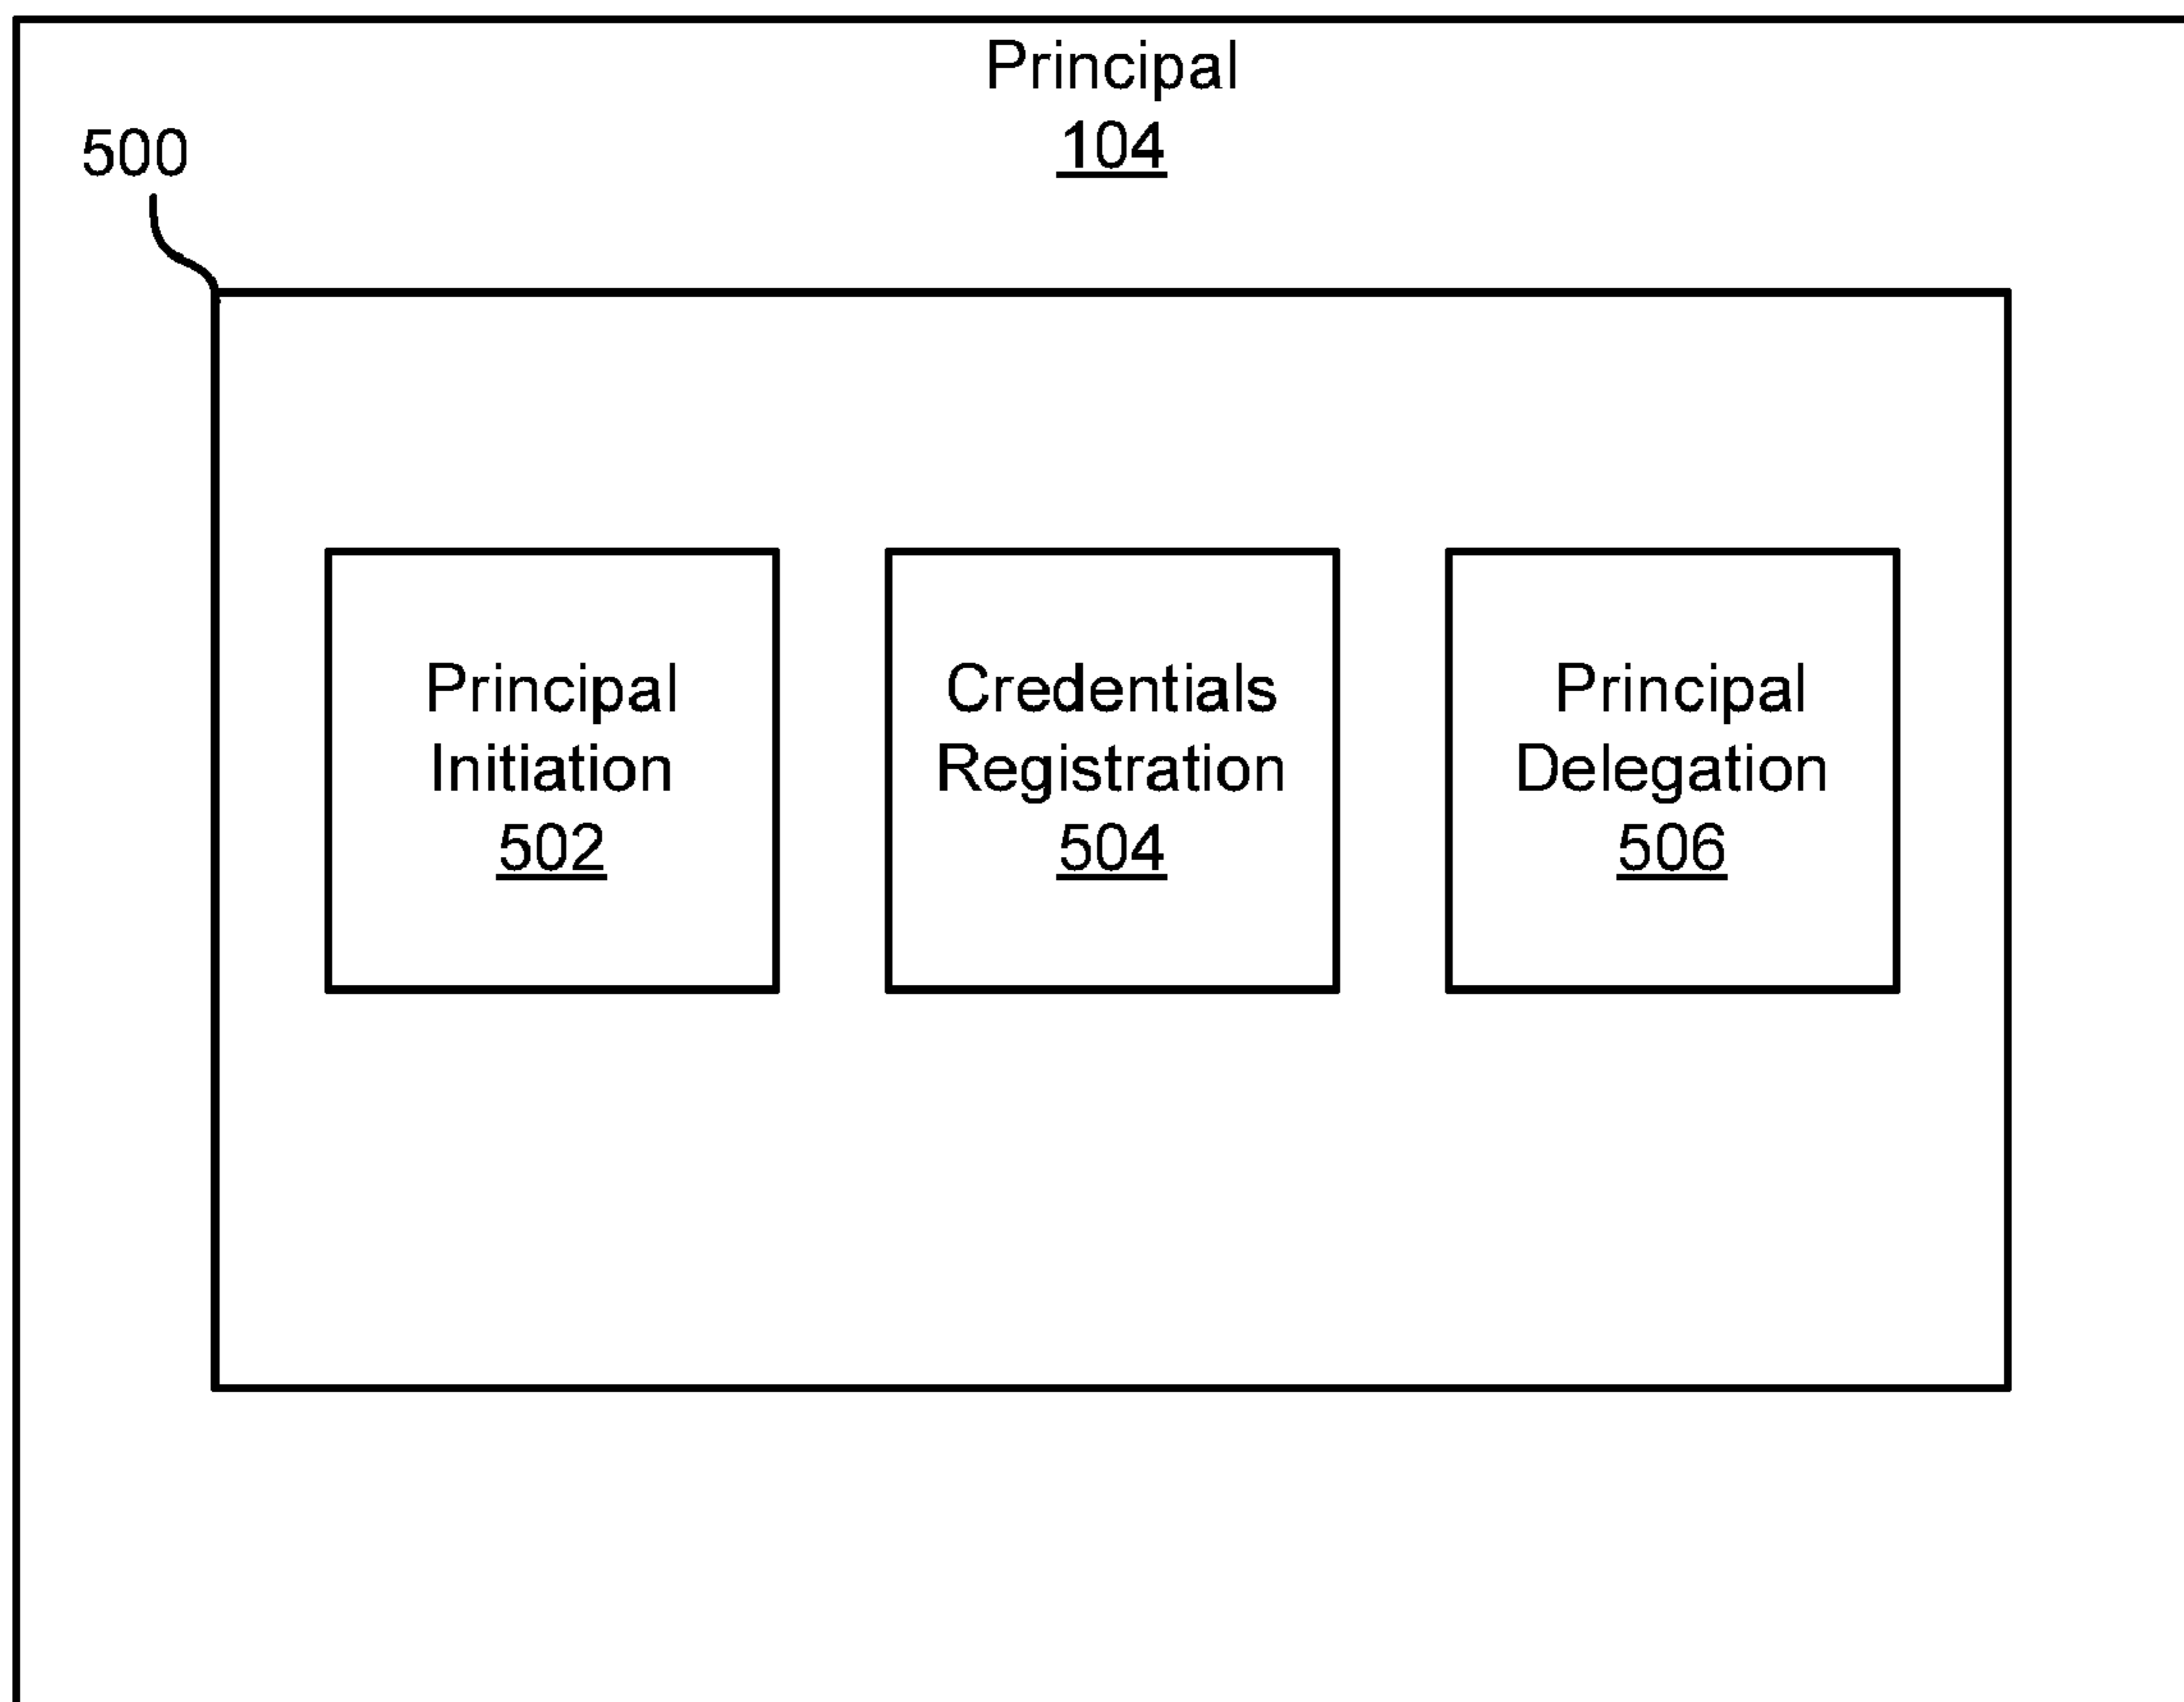 Principal
104
500
Principal
Initiation
502
Credentials
Registration
504
Principal
Delegation
506